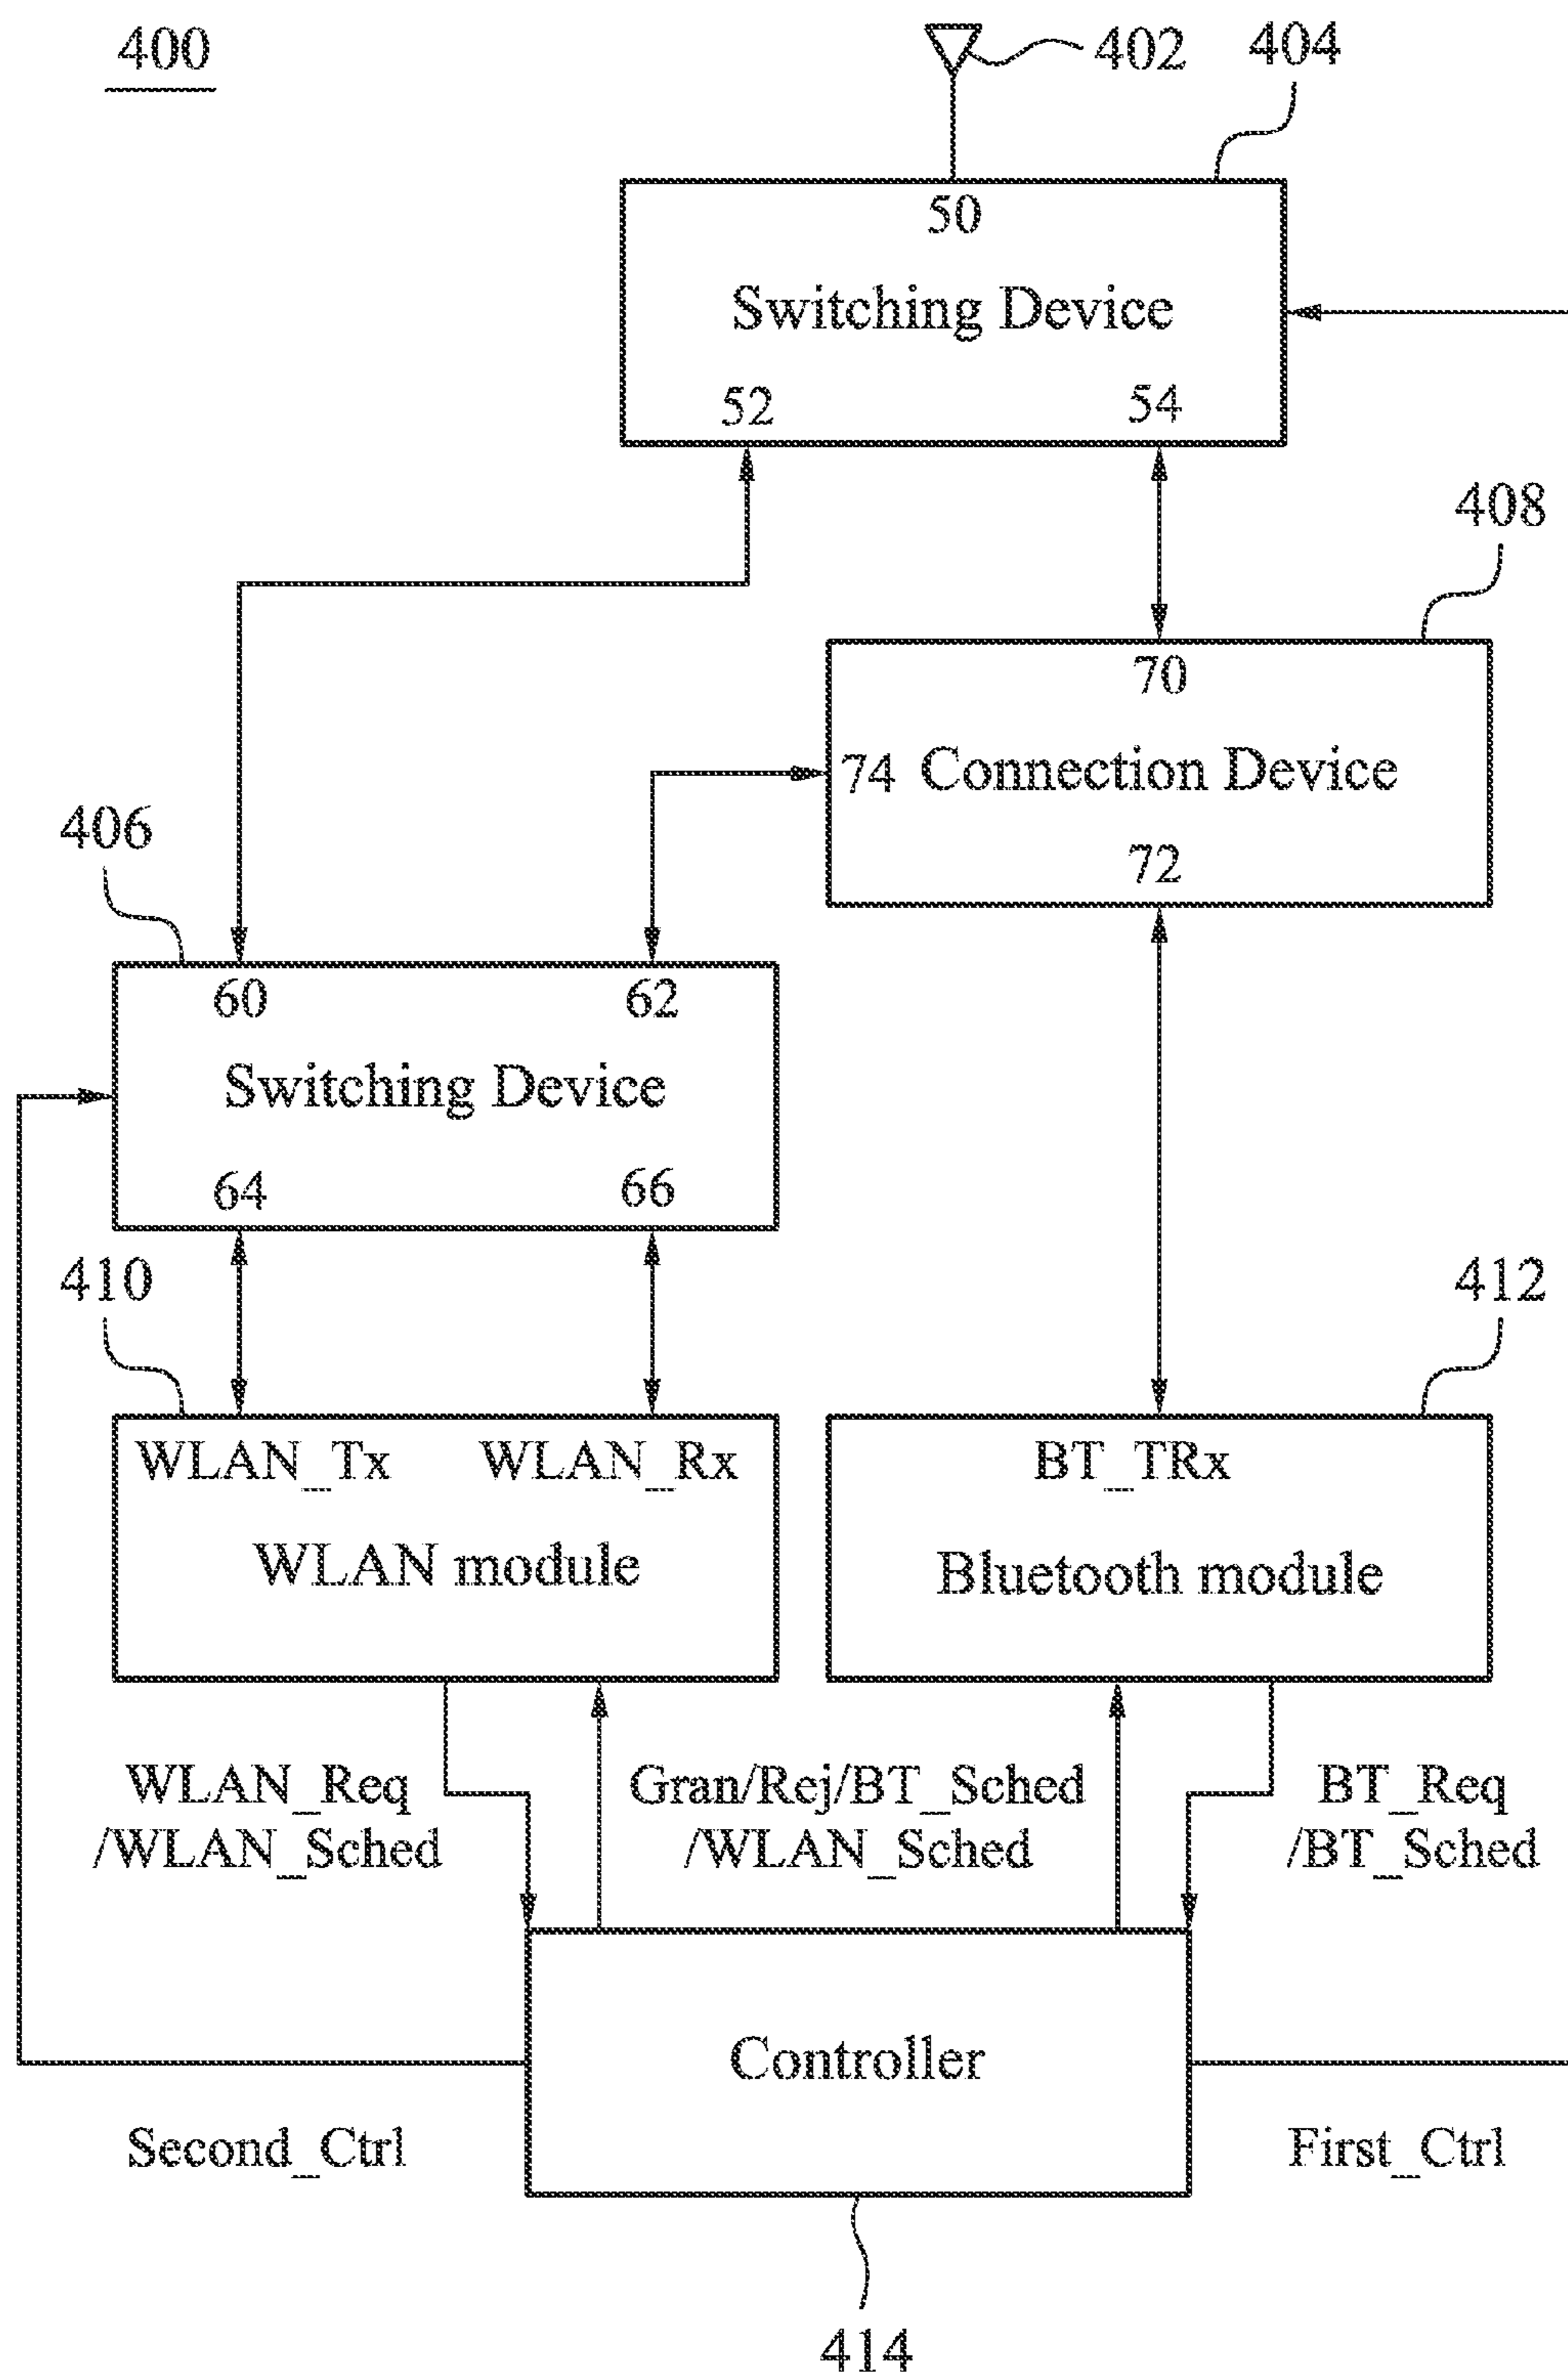 400
402
404
50
Switching Device
52
54
408
70
74
Connection Device
72
406
60
62
Switching Device
64
66
410
412
WLAN_Tx
WLAN_Rx
BT_TRx
WLAN module
Bluetooth module
WLAN_Req
/WLAN_Sched
Gran/Rej/BT_Sched
/WLAN_Sched
BT_Req
/BT_Sched
Controller
Second_Ctrl
First_Ctrl
414